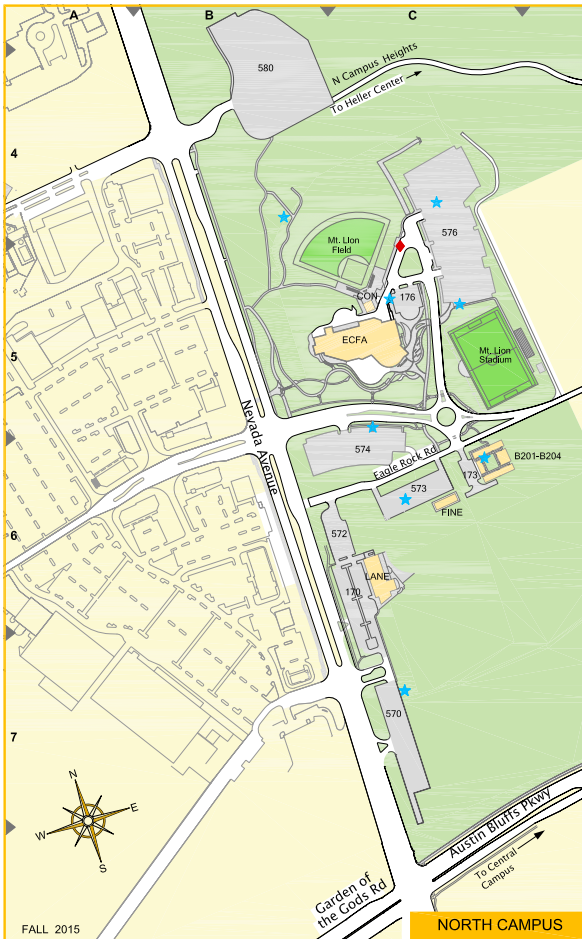 A
B
C
580
N Campus Heights
To Heller Center
4
576
Mt. LIon
FIeld
CON
176
ECFA
5
Mt. Lion
Stadium
Nevada Avenue
574
Eagle Rock Rd
B201-B204
173
573
FINE
6
572
LANE
170
570
7
N
E
W
S
Austin Bluffs Pkwy
To Central
Campus
Garden of
the Gods Rd
FALL 2015
NORTH CAMPUS